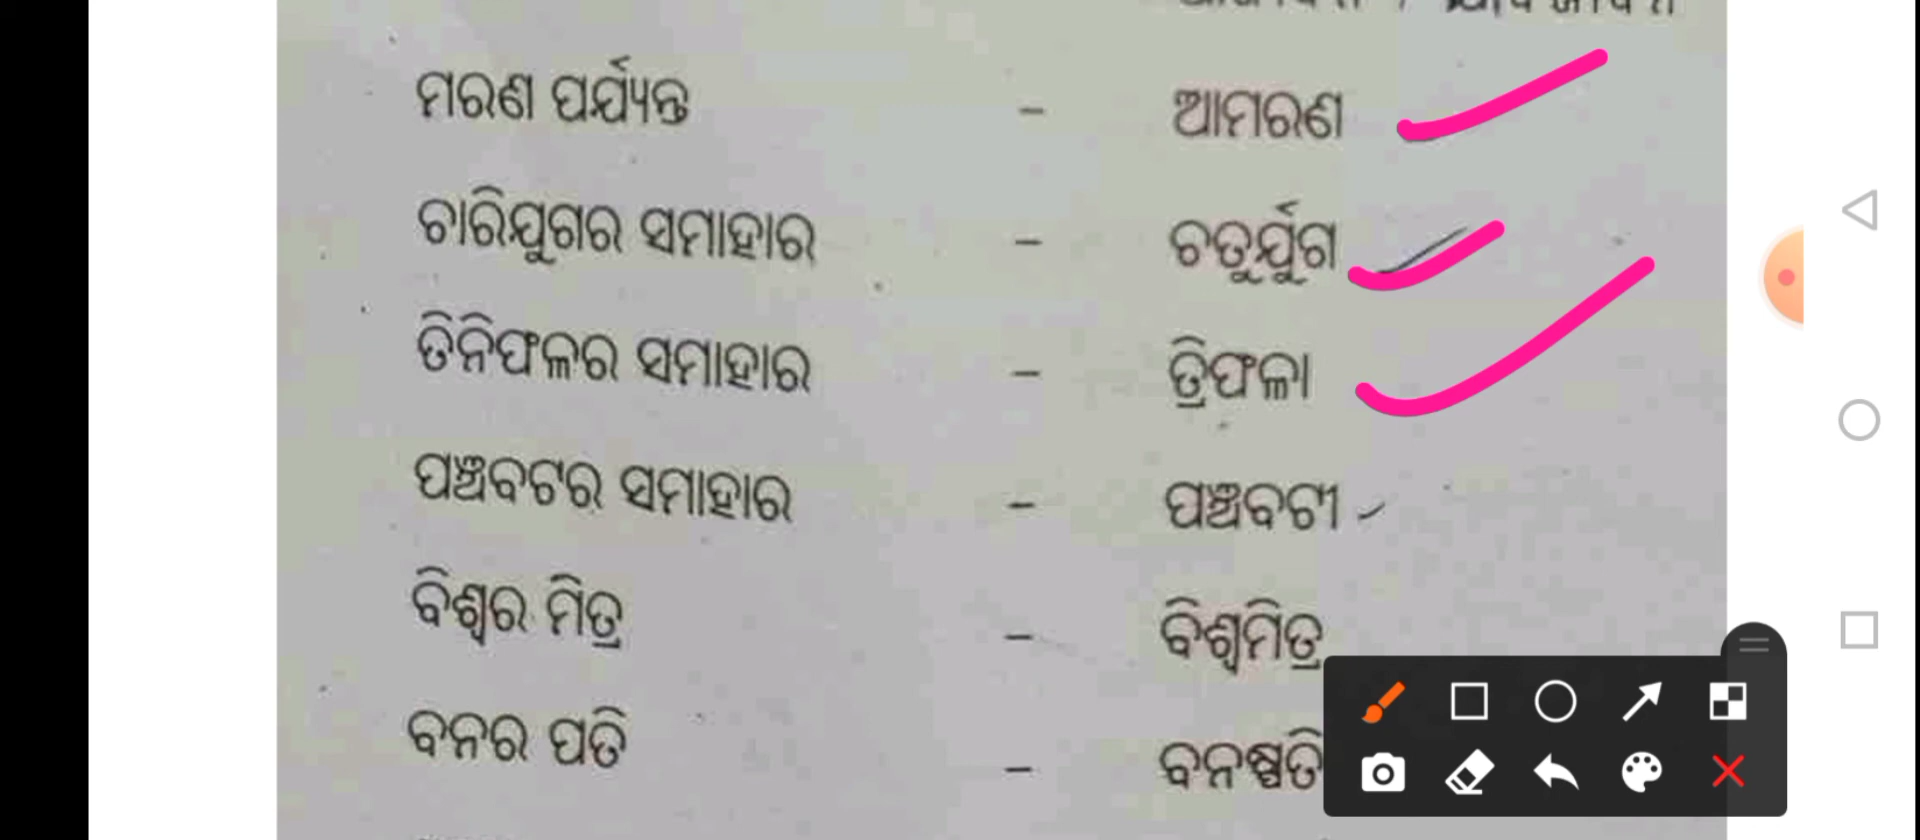 ମରଣ ପର୍ଯ୍ୟନ୍ତ – ଆମରଣ
ଚାରିଯୁଗର ସମାହାର – ଚତୁର୍ଯୁଗ
ତିନିଫଳର ସମାହାର – ତ୍ରିଫଳା
ପଞ୍ଚବଟର ସମାହାର – ପଞ୍ଚବଟୀ
ବିଶ୍ୱର ମିତ୍ର – ବିଶ୍ୱମିତ୍ର
ବନର ପତି – ବନଷ୍ପତି